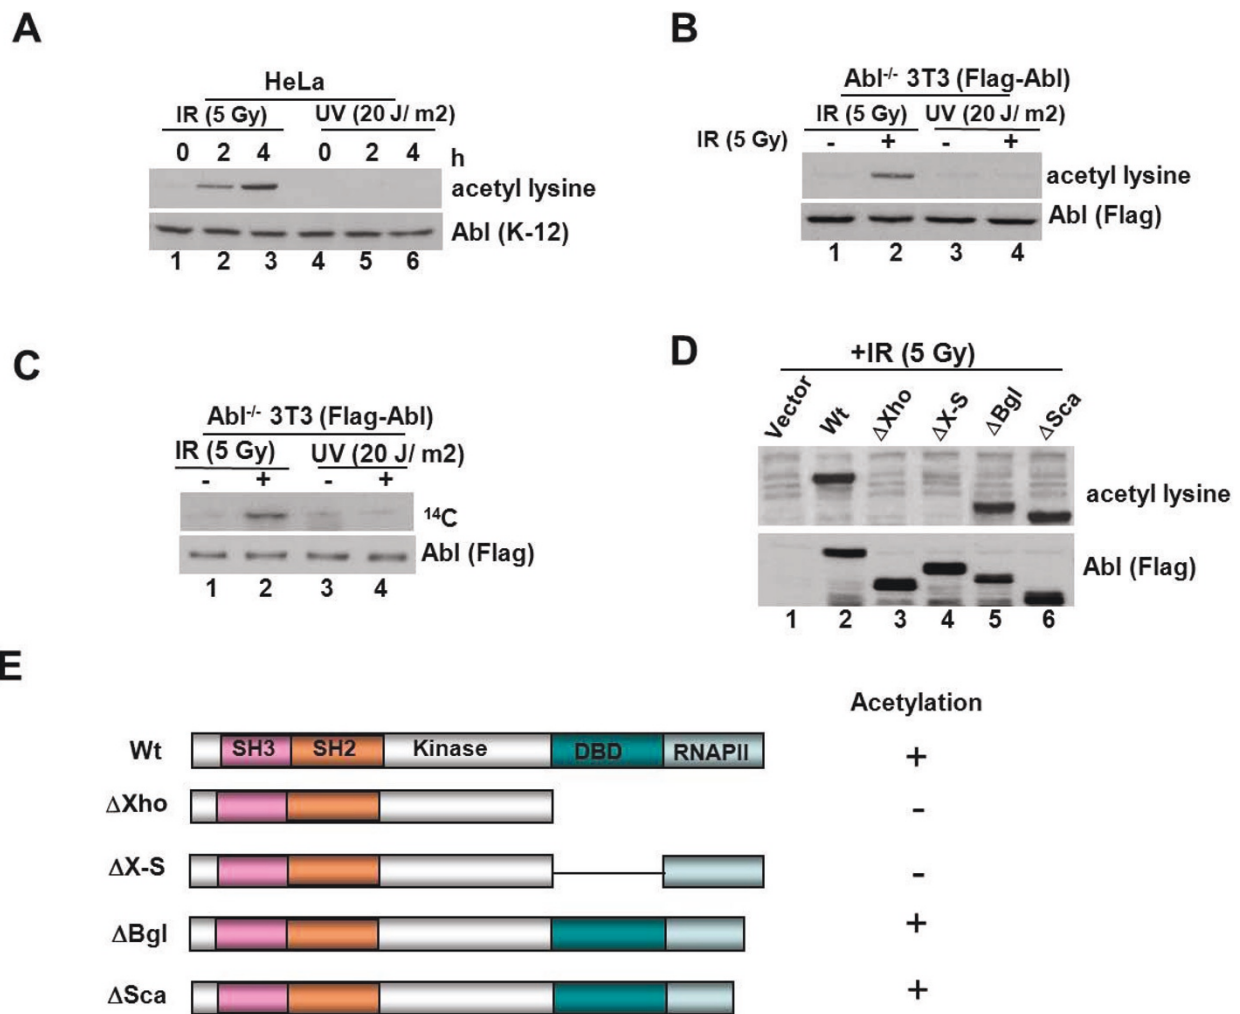 A
HeLa
IR (5 Gy) UV (20 J/ m2)
0 2 4 0 2 4 h
acetyl lysine
Abl (K-12)
1 2 3 4 5 6
B
Abl-/- 3T3 (Flag-Abl)
IR (5 Gy) UV (20 J/ m2)
IR (5 Gy) - + - +
acetyl lysine
Abl (Flag)
1 2 3 4
C
Abl-/- 3T3 (Flag-Abl)
IR (5 Gy) UV (20 J/ m2)
- + - +
14C
Abl (Flag)
1 2 3 4
D
+IR (5 Gy)
Vector Wt ΔXho ΔX-S ΔBgl ΔSca
acetyl lysine
Abl (Flag)
1 2 3 4 5 6
E
Acetylation
Wt SH3 SH2 Kinase DBD RNAPII +
ΔXho -
ΔX-S -
ΔBgl +
ΔSca +